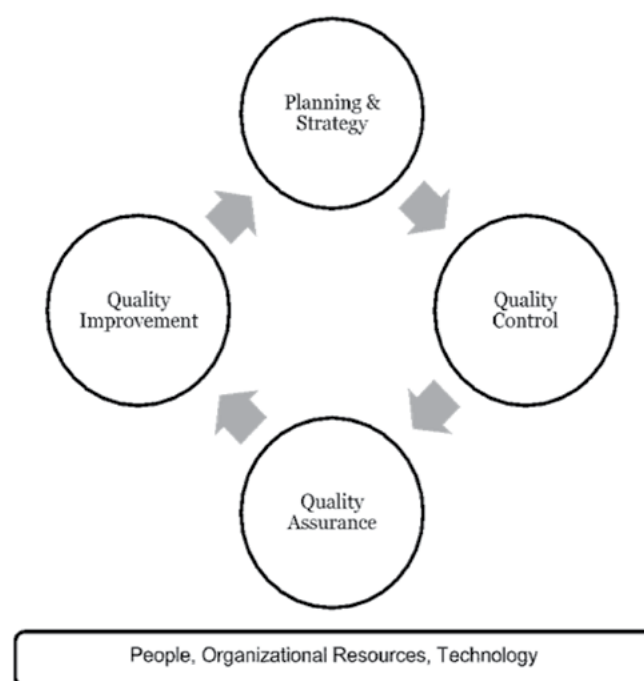 Planning &
Strategy
Quality
Improvement
Quality
Control
Quality
Assurance
People, Organizational Resources, Technology